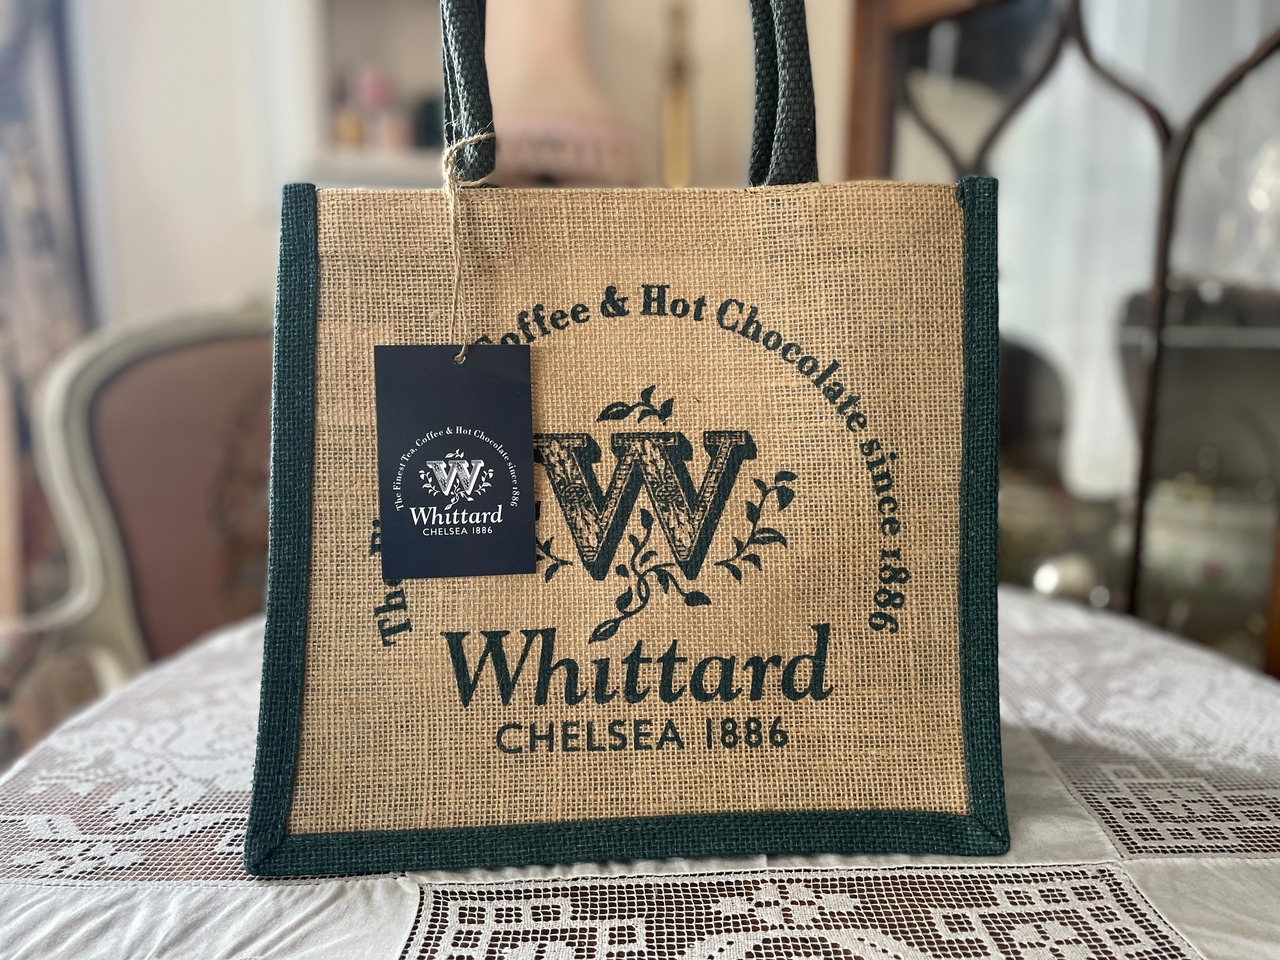 The Finest Tea, Coffee & Hot Chocolate since 1886
W
Whittard
CHELSEA 1886
Th
Coffee & Hot Chocolate since 1886
W
Whittard
CHELSEA 1886